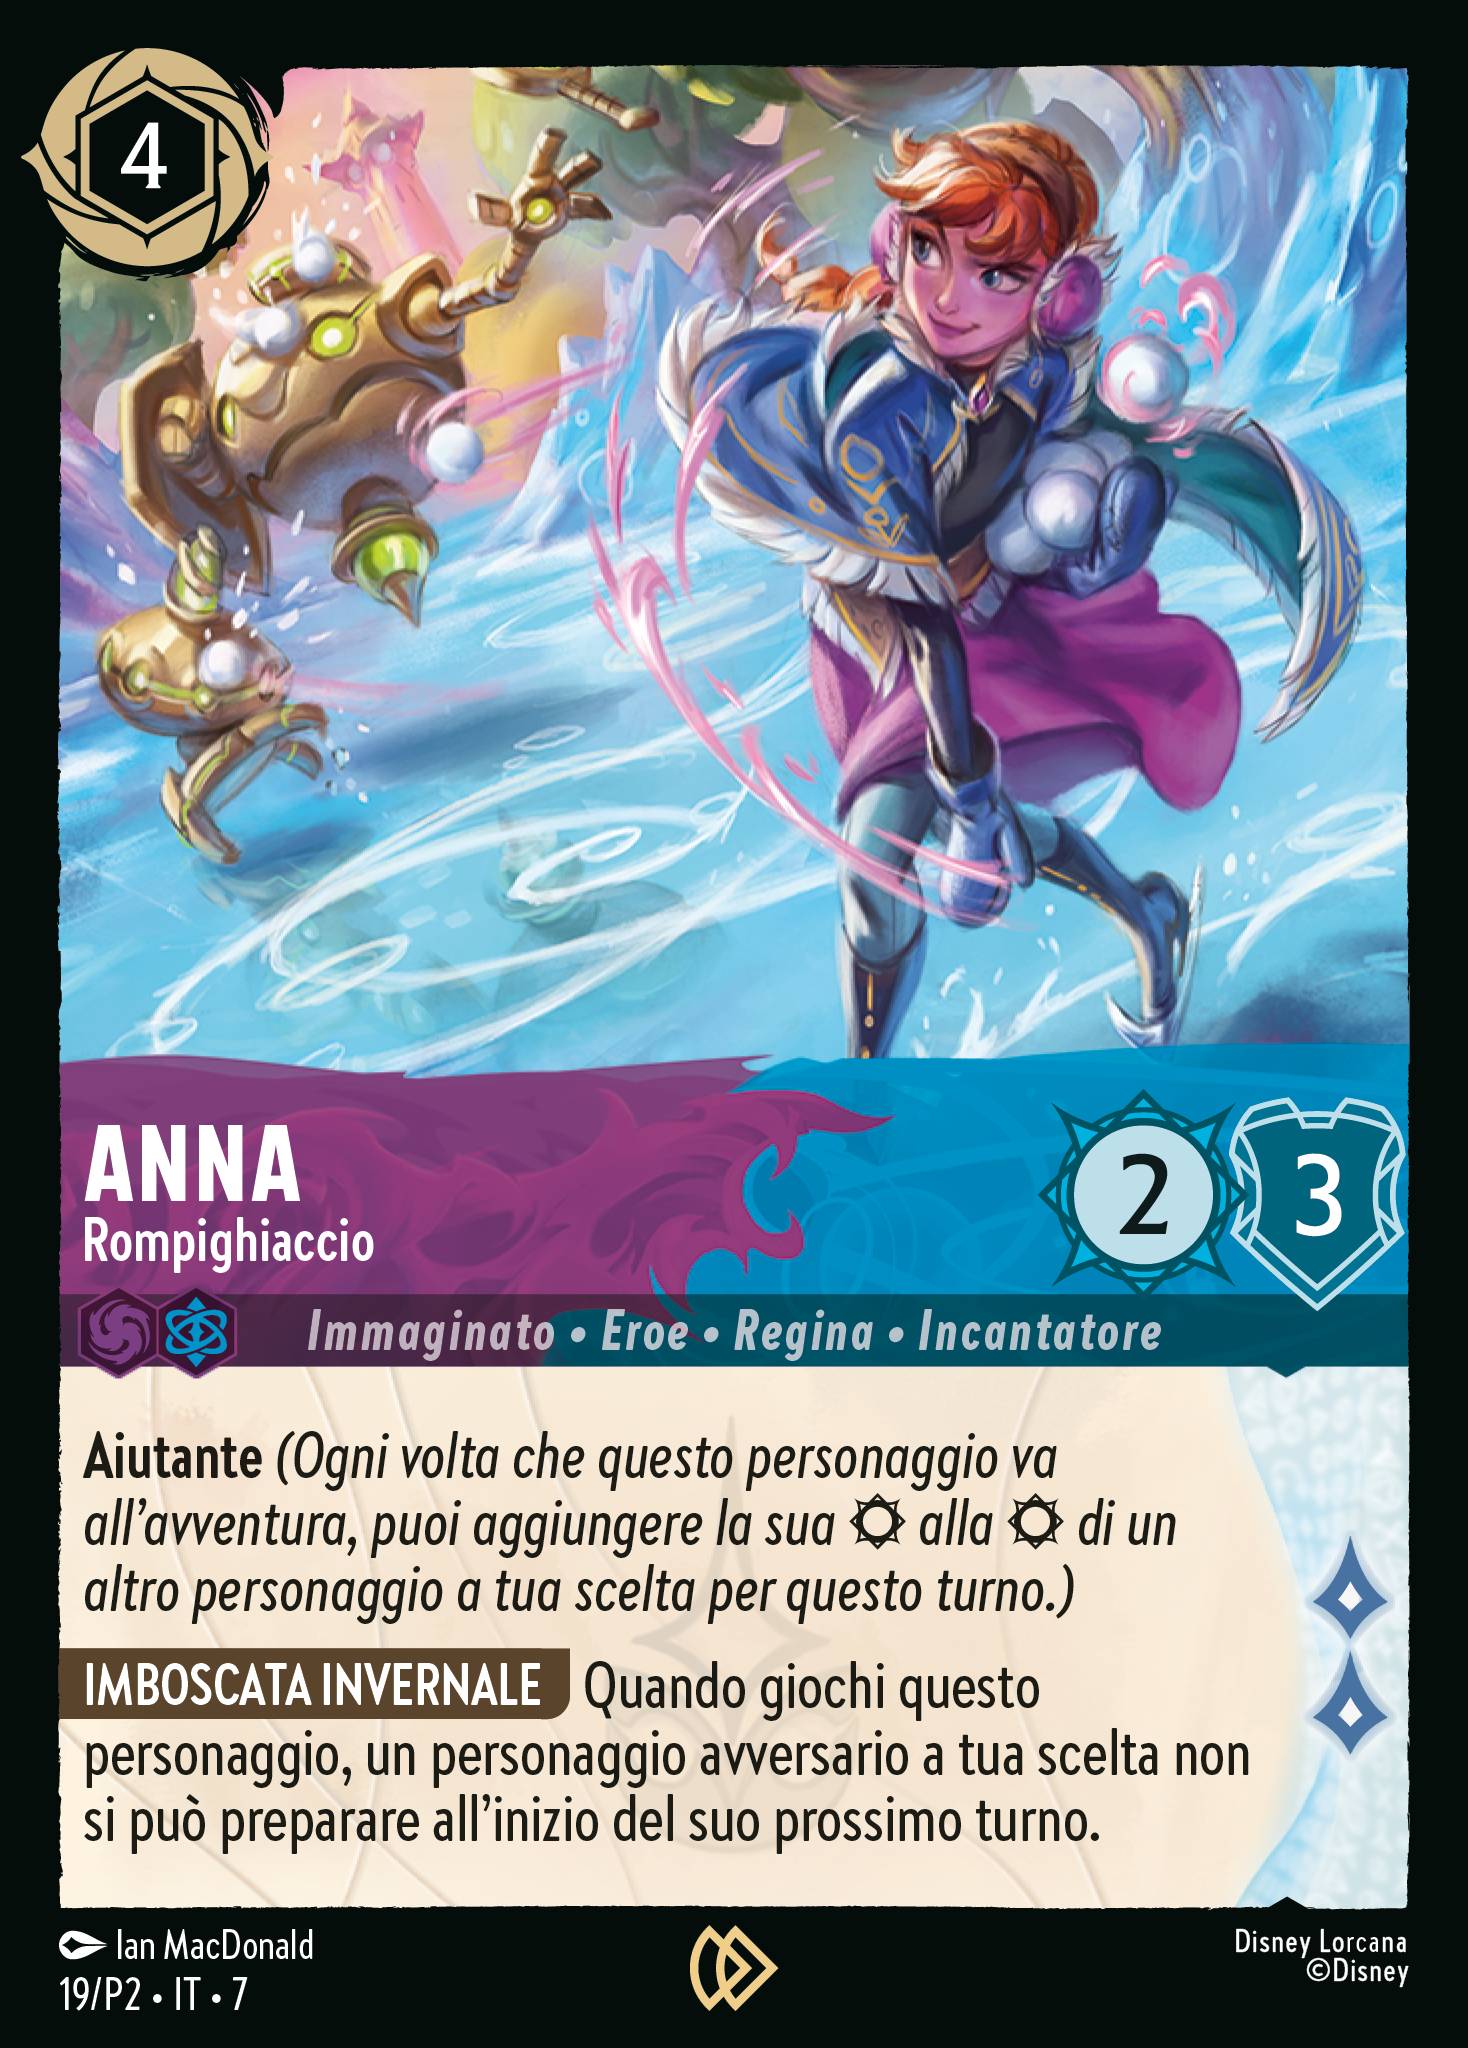 4
ANNA
Rompighiaccio
2
3
Immaginato • Eroe • Regina • Incantatore
Aiutante (Ogni volta che questo personaggio va
all’avventura, puoi aggiungere la sua alla di un
altro personaggio a tua scelta per questo turno.)
IMBOSCATA INVERNALE Quando giochi questo
personaggio, un personaggio avversario a tua scelta non
si può preparare all’inizio del suo prossimo turno.
Ian MacDonald
19/P2 • IT • 7
Disney Lorcana
©Disney